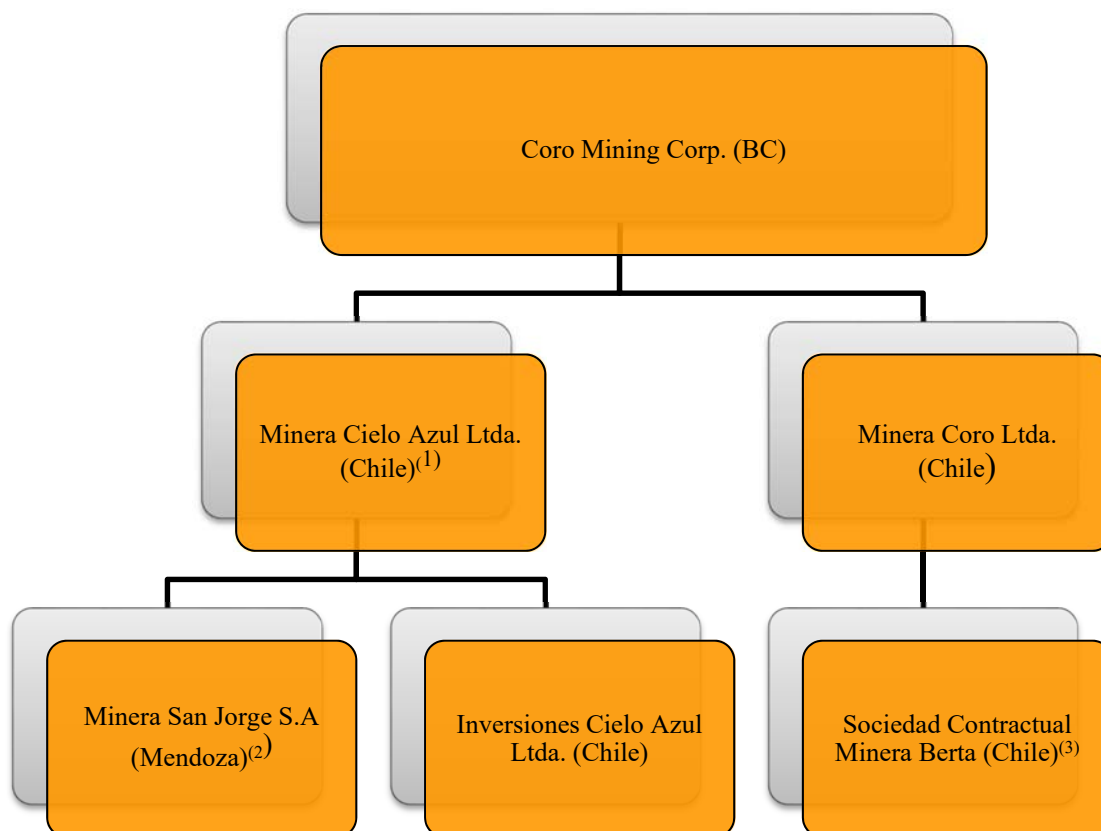 Coro Mining Corp. (BC)
Minera Cielo Azul Ltda.
(Chile)(1)
Minera Coro Ltda.
(Chile)
Minera San Jorge S.A
(Mendoza)(2)
Inversiones Cielo Azul
Ltda. (Chile)
Sociedad Contractual
Minera Berta (Chile)(3)